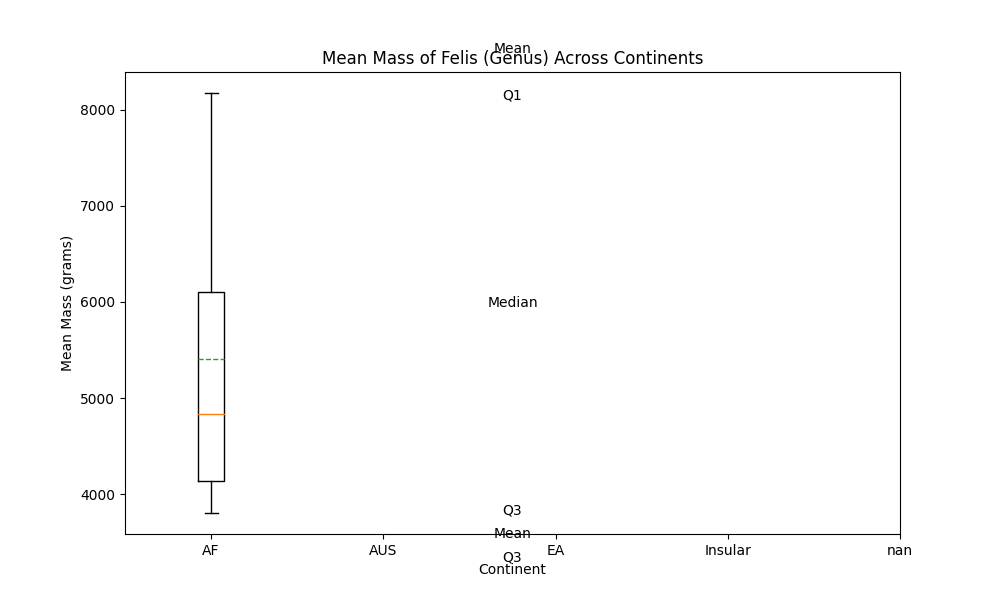 Mean
Mean Mass of Felis (Genus) Across Continents
Q1
8000
7000
6000
5000
4000
Mean Mass (grams)
Median
Q3
Mean
AF
AUS
EA
Insular
nan
Q3
Continent